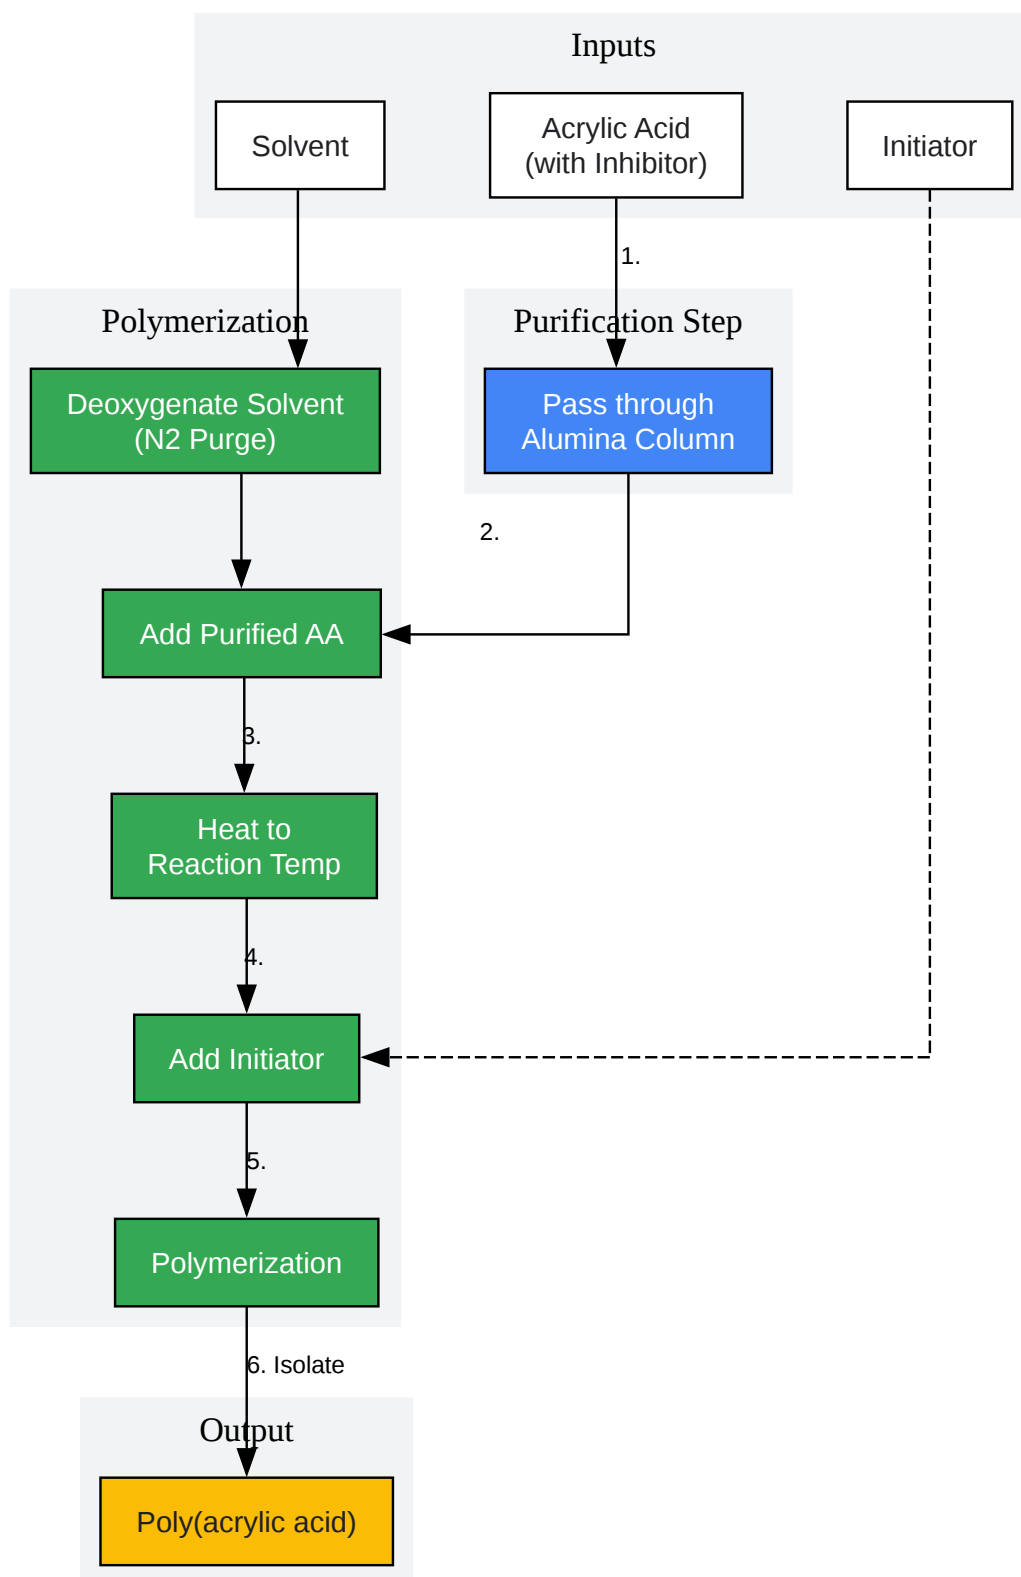 Inputs
Solvent
Acrylic Acid
(with Inhibitor)
Initiator
1.
Polymerization
Purification Step
Deoxygenate Solvent
(N2 Purge)
Pass through
Alumina Column
2.
Add Purified AA
3.
Heat to
Reaction Temp
4.
Add Initiator
5.
Polymerization
6. Isolate
Output
Poly(acrylic acid)